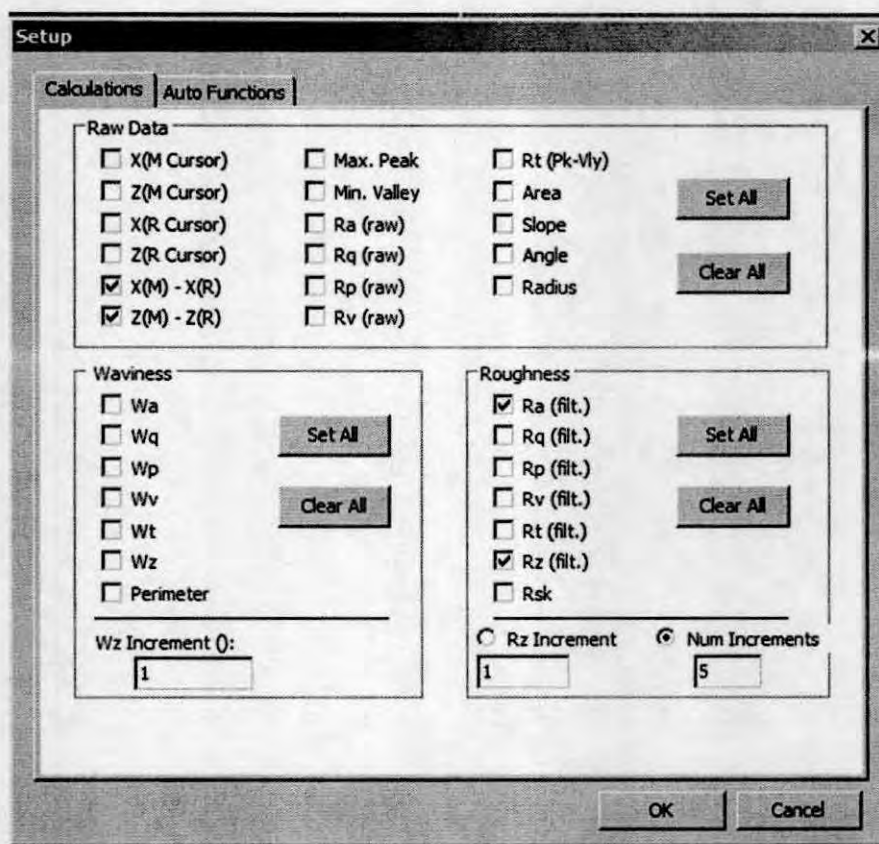 Setup
Calculations
Auto Functions
Raw Data
X(M Cursor)
Z(M Cursor)
X(R Cursor)
Z(R Cursor)
X(M) - X(R)
Z(M) - Z(R)
Max. Peak
Min. Valley
Ra (raw)
Rq (raw)
Rp (raw)
Rv (raw)
Rt (Pk-Vly)
Area
Slope
Angle
Radius
Set All
Clear All
Waviness
Wa
Wq
Wp
Wv
Wt
Wz
Perimeter
Set All
Clear All
Wz Increment ():
1
Roughness
Ra (filt.)
Rq (filt.)
Rp (filt.)
Rv (filt.)
Rt (filt.)
Rz (filt.)
Rsk
Set All
Clear All
Rz Increment
1
Num Increments
5
OK
Cancel